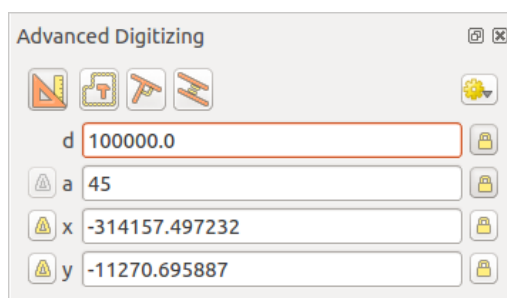 Advanced Digitizing
d 100000.0
a 45
x -314157.497232
y -11270.695887